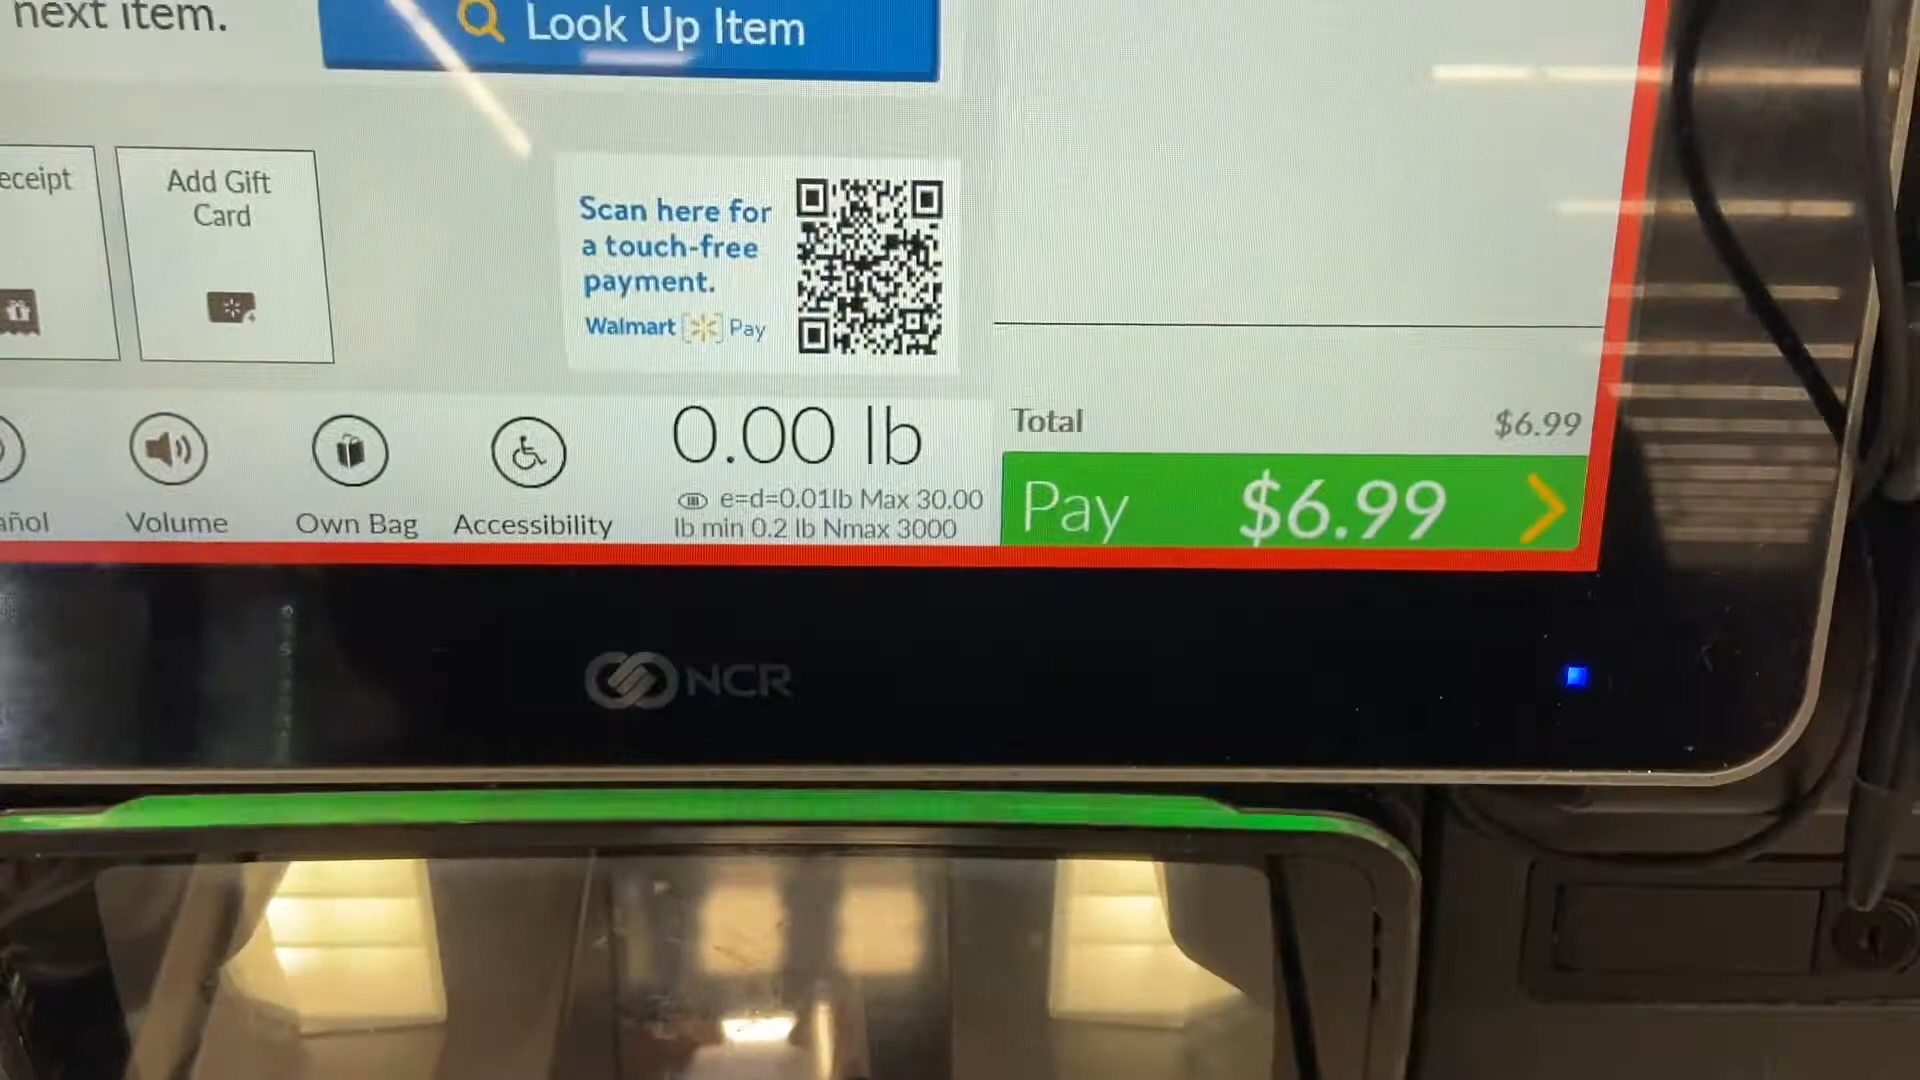 next item.
Look Up Item
eceipt
Add Gift
Card
Scan here for
a touch-free
payment.
Walmart Pay
Total $6.99
Pay $6.99
0.00 lb
e=d=0.01lb Max 30.00
lb min 0.2 lb Nmax 3000
añol
Volume
Own Bag
Accessibility
NCR